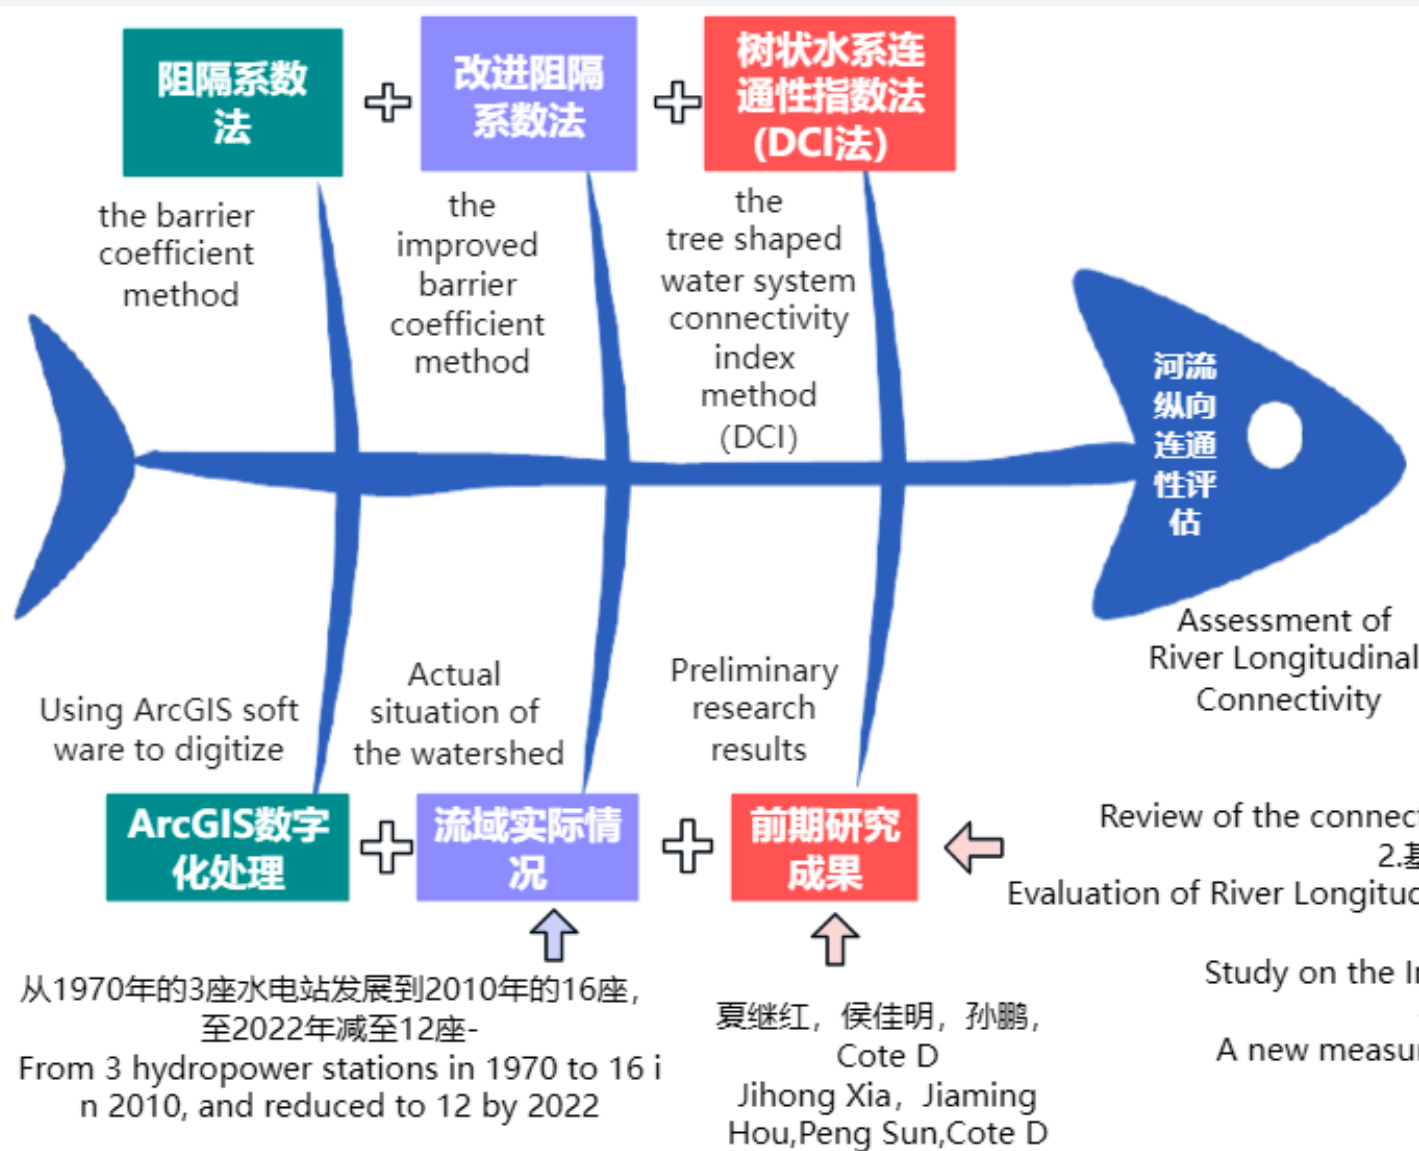 阻隔系数
法
改进阻隔
系数法
树状水系连
通性指数法
(DCI法)
the barrier
coefficient
method
the
improved
barrier
coefficient
method
the
tree shaped
water system
connectivity
index
method
(DCI)
河流
纵向
连通
性评
估
Assessment of
River Longitudinal
Connectivity
Using ArcGIS soft
ware to digitize
Actual
situation of
the watershed
Preliminary
research
results
ArcGIS数字
化处理
流域实际情
况
前期研究
成果
从1970年的3座水电站发展到2010年的16座，
至2022年减至12座-
From 3 hydropower stations in 1970 to 16 i
n 2010, and reduced to 12 by 2022
夏继红，侯佳明，孙鹏，
Cote D
Jihong Xia，Jiaming
Hou,Peng Sun,Cote D
Review of the connect
2.基
Evaluation of River Longitud
Study on the I
A new measu